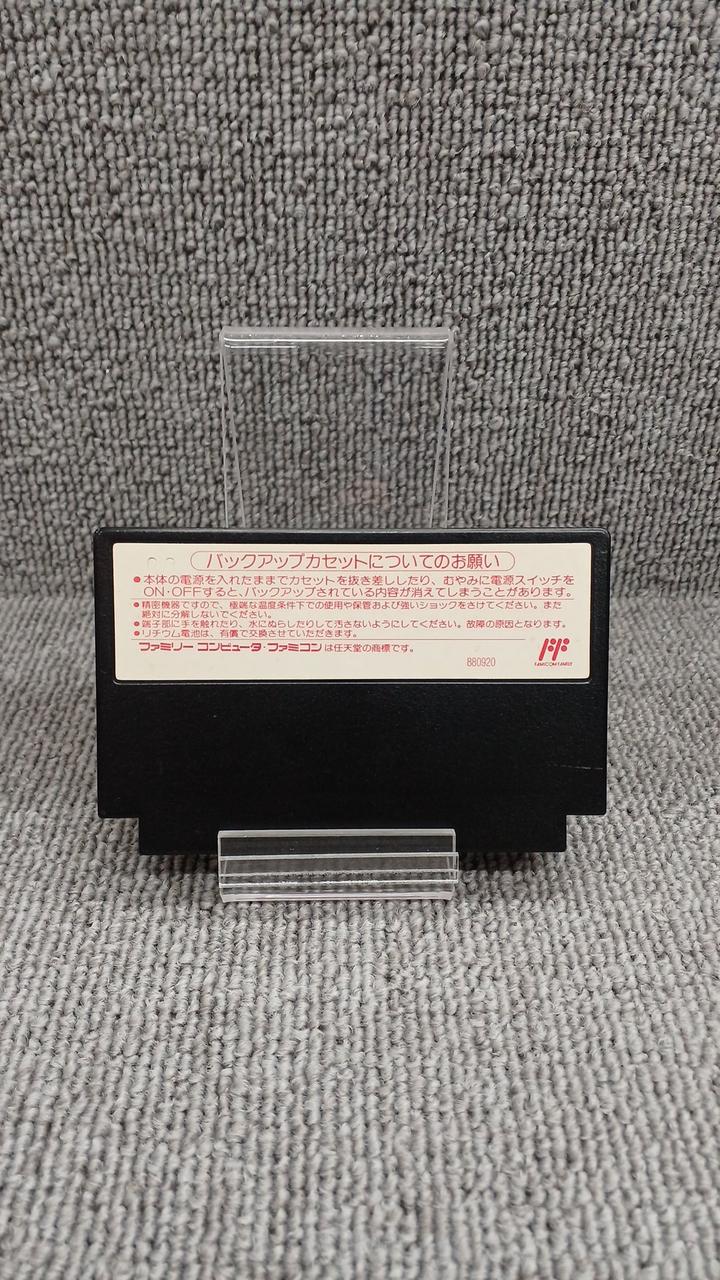 バックアップカセットについてのお願い
●本体の電源を入れたままでカセットを抜き差ししたり、むやみに電源スイッチを
ON・OFFすると、バックアップされている内容が消えてしまうことがあります。
●精密機器ですので、極端な温度条件下での使用や保管および強いショックをさけてください。また
絶対に分解しないでください。
●端子部に手を触れたり、水にぬらしたりして汚さないようにしてください。故障の原因となります。
●リチウム電池は、有償で交換させていただきます。
ファミリー コンピュータ・ファミコンは任天堂の商標です。
880920
FAMICOM FAMILY